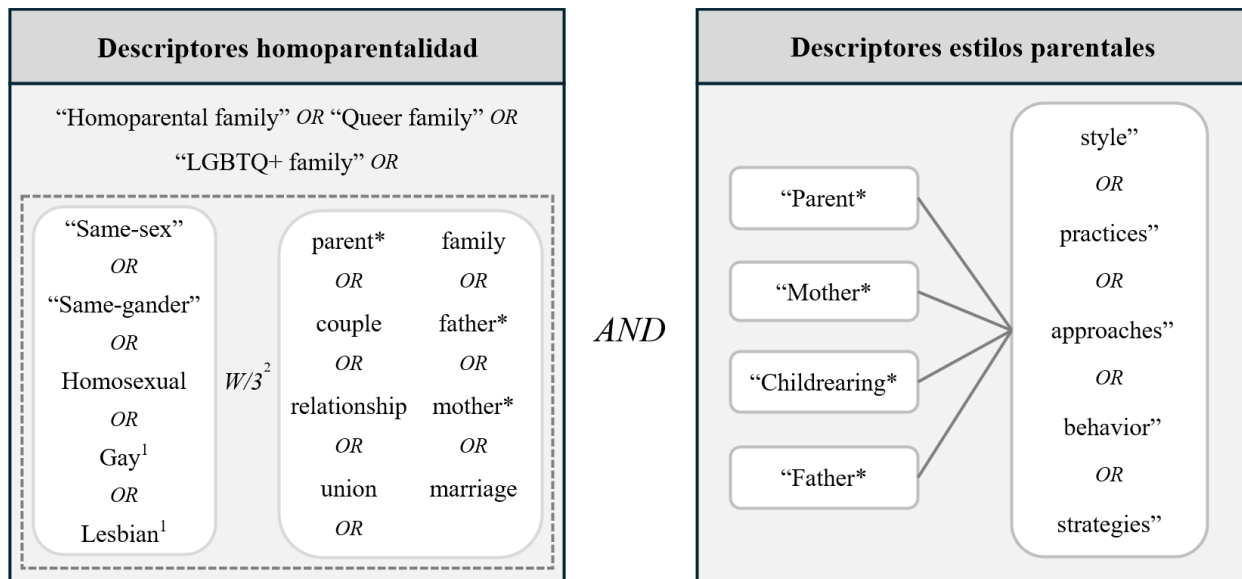 Descriptores homoparentalidad
“Homoparental family” OR “Queer family” OR
“LGBTQ+ family” OR
“Same-sex”
OR
“Same-gander”
OR
Homosexual
OR
Gay¹
OR
Lesbian¹
W/3²
parent*
OR
couple
OR
relationship
OR
union
OR
family
OR
father*
OR
mother*
OR
marriage
AND
Descriptores estilos parentales
“Parent*
“Mother*
“Childrearing*
“Father*
style”
OR
practices”
OR
approaches”
OR
behavior”
OR
strategies”